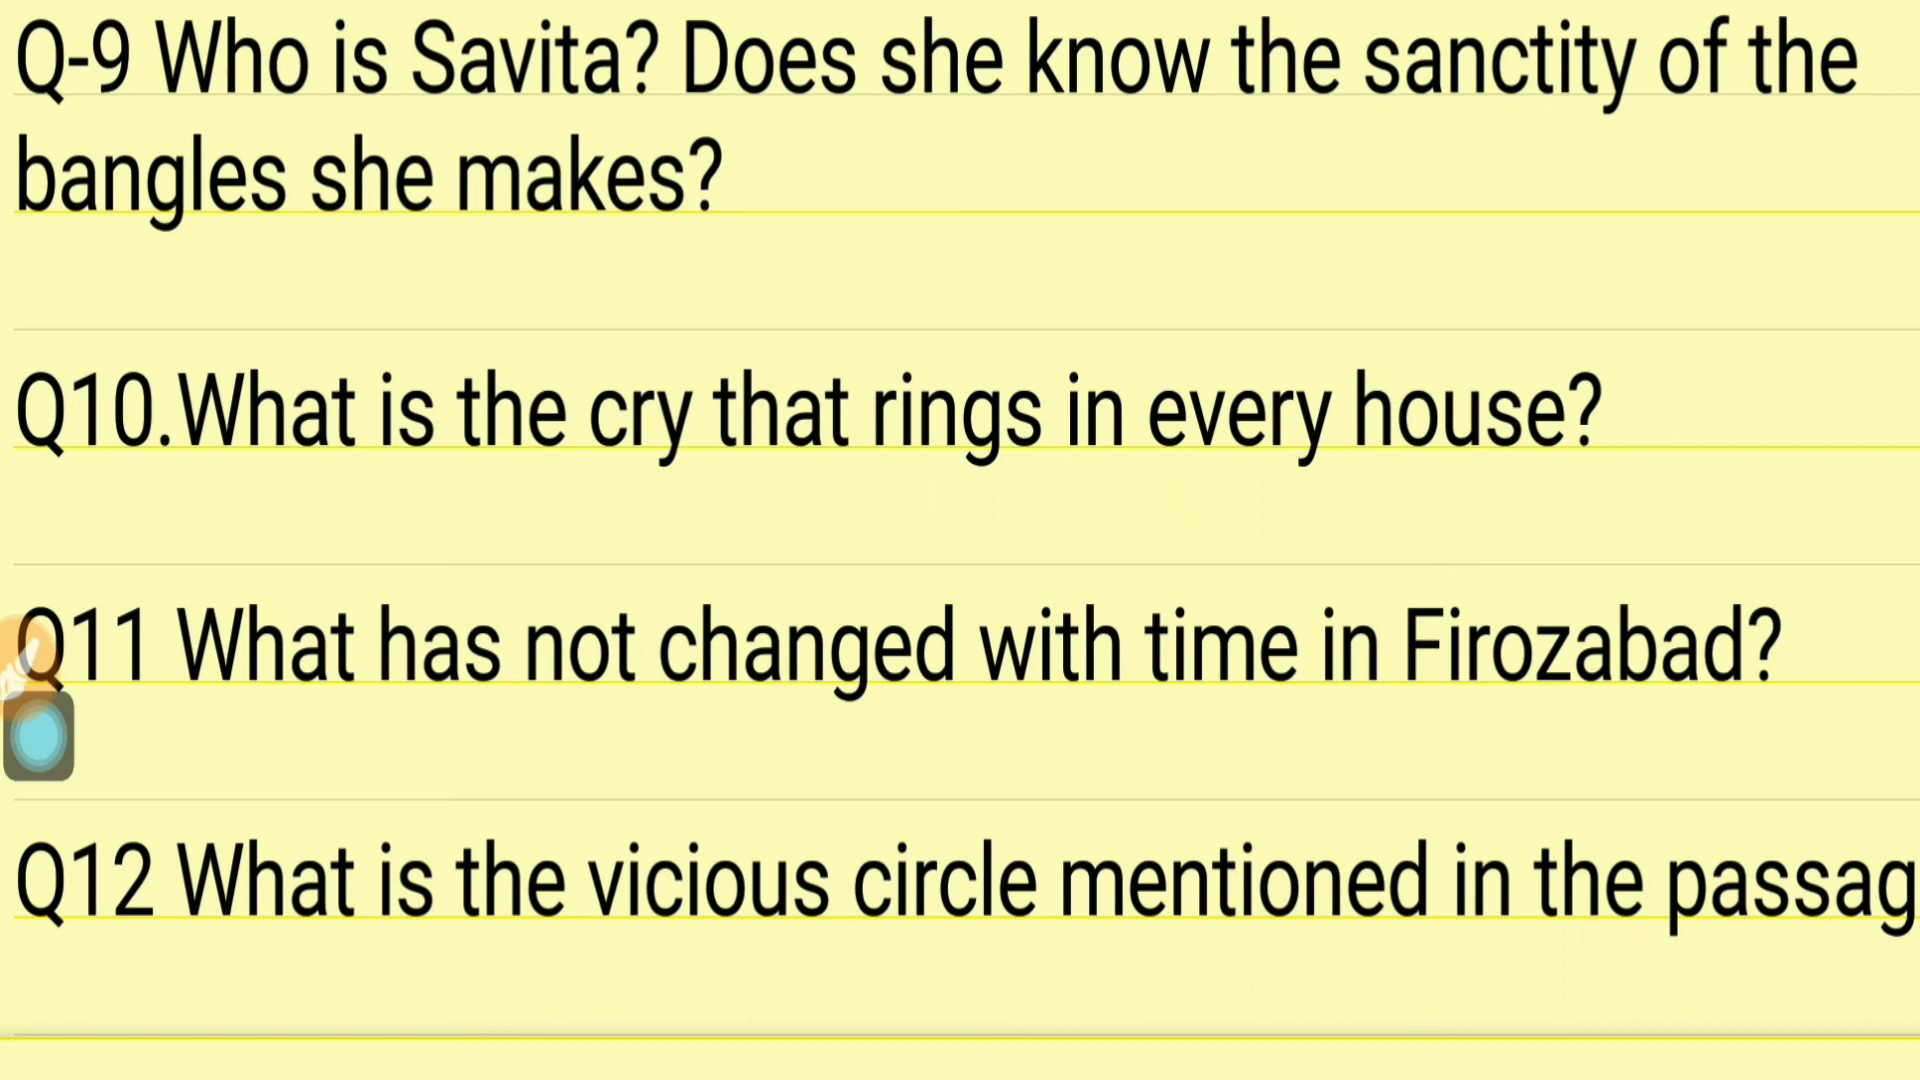 Q-9 Who is Savita? Does she know the sanctity of the
bangles she makes?
Q10.What is the cry that rings in every house?
Q11 What has not changed with time in Firozabad?
Q12 What is the vicious circle mentioned in the passag